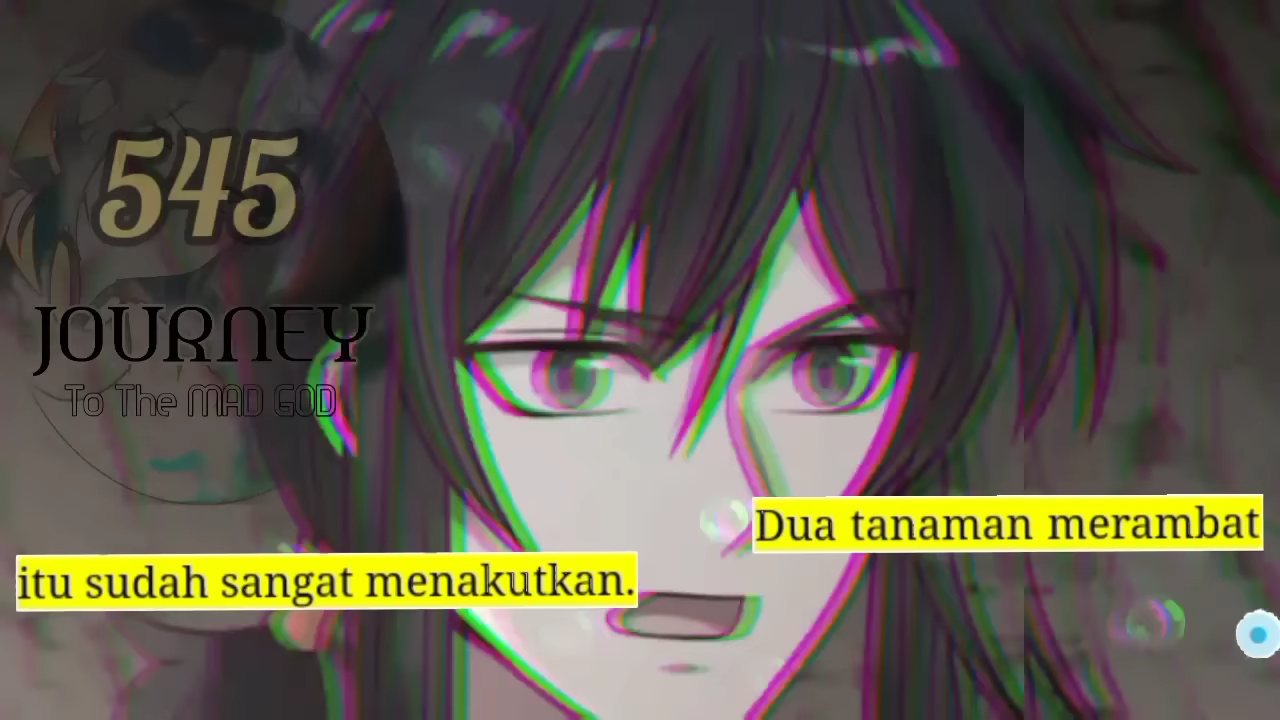 545
JOURNEY
To The MAD GOD
Dua tanaman merambat
itu sudah sangat menakutkan.